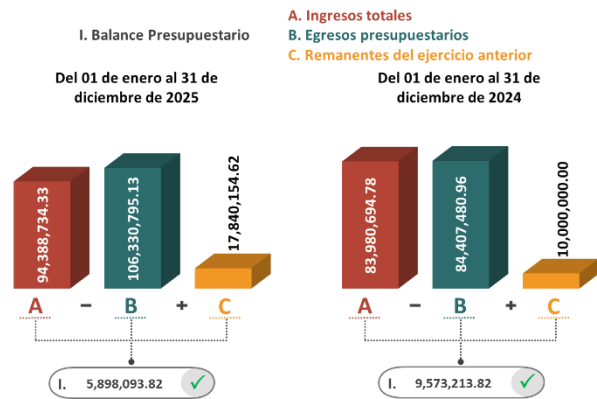 I. Balance Presupuestario
A. Ingresos totales
B. Egresos presupuestarios
C. Remanentes del ejercicio anterior
Del 01 de enero al 31 de
diciembre de 2025
94,388,734.33
106,330,795.13
17,840,154.62
A – B + C
I. 5,898,093.82 ✓
Del 01 de enero al 31 de
diciembre de 2024
83,980,694.78
84,407,480.96
10,000,000.00
A – B + C
I. 9,573,213.82 ✓